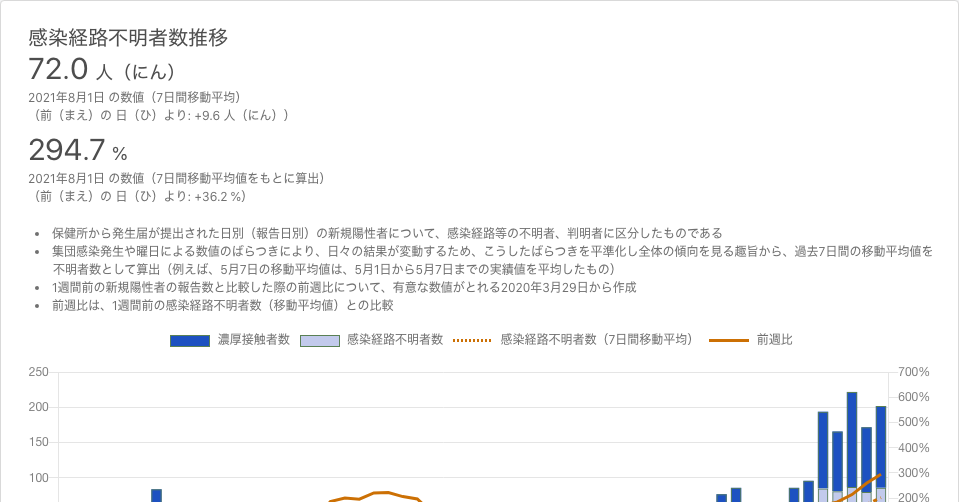 感染経路不明者数推移
72.0 人（にん）
2021年8月1日 の数値（7日間移動平均）
（前（まえ）の 日（ひ）より: +9.6 人（にん））
294.7 %
2021年8月1日 の数値（7日間移動平均値をもとに算出）
（前（まえ）の 日（ひ）より: +36.2 %）
• 保健所から発生届が提出された日別（報告日別）の新規陽性者について、感染経路等の不明者、判明者に区分したものである
• 集団感染発生や曜日による数値のばらつきにより、日々の結果が変動するため、こうしたばらつきを平準化し全体の傾向を見る趣旨から、過去7日間の移動平均値を
不明者数として算出（例えば、5月7日の移動平均値は、5月1日から5月7日までの実績値を平均したもの）
• 1週間前の新規陽性者の報告数と比較した際の前週比について、有意な数値がとれる2020年3月29日から作成
• 前週比は、1週間前の感染経路不明者数（移動平均値）との比較
濃厚接触者数 感染経路不明者数 感染経路不明者数（7日間移動平均） 前週比
250 700%
600%
200
500%
150
400%
100
300%
200%